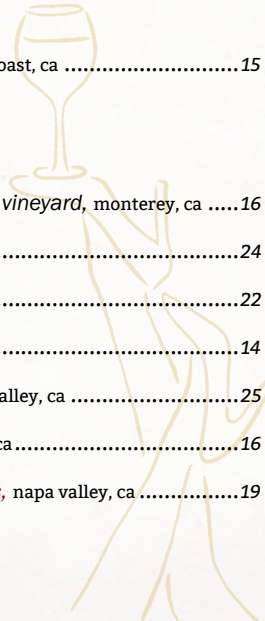 oast, ca ............................15
vineyard, monterey, ca .....16
.......................................24
.......................................22
.......................................14
alley, ca ...........................25
ca ....................................16
, napa valley, ca ................19